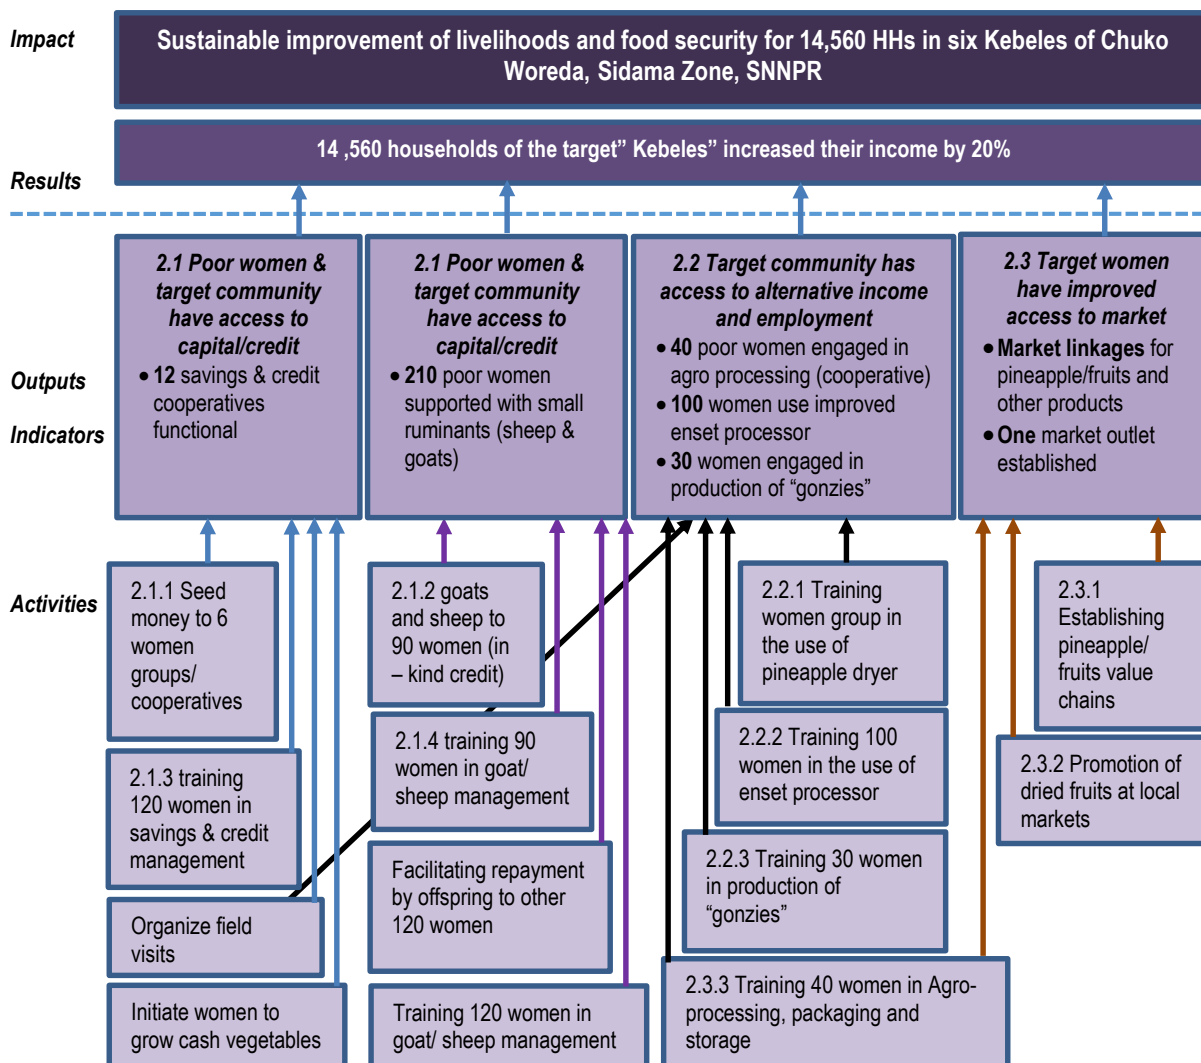 Impact
Sustainable improvement of livelihoods and food security for 14,560 HHs in six Kebeles of Chuko
Woreda, Sidama Zone, SNNPR
14 ,560 households of the target” Kebeles” increased their income by 20%
Results
2.1 Poor women &
target community
have access to
capital/credit
• 12 savings & credit
cooperatives
functional
2.1 Poor women &
target community
have access to
capital/credit
• 210 poor women
supported with small
ruminants (sheep &
goats)
2.2 Target community has
access to alternative income
and employment
• 40 poor women engaged in
agro processing (cooperative)
• 100 women use improved
enset processor
• 30 women engaged in
production of “gonzies”
2.3 Target women
have improved
access to market
• Market linkages for
pineapple/fruits and
other products
• One market outlet
established
Outputs
Indicators
Activities
2.1.1 Seed
money to 6
women
groups/
cooperatives
2.1.3 training
120 women in
savings & credit
management
Organize field
visits
Initiate women to
grow cash vegetables
2.1.2 goats
and sheep to
90 women (in
– kind credit)
2.1.4 training 90
women in goat/
sheep management
Facilitating repayment
by offspring to other
120 women
Training 120 women in
goat/ sheep management
2.2.1 Training
women group in
the use of
pineapple dryer
2.2.2 Training 100
women in the use of
enset processor
2.2.3 Training 30 women
in production of
“gonzies”
2.3.3 Training 40 women in Agro-
processing, packaging and
storage
2.3.1
Establishing
pineapple/
fruits value
chains
2.3.2 Promotion of
dried fruits at local
markets